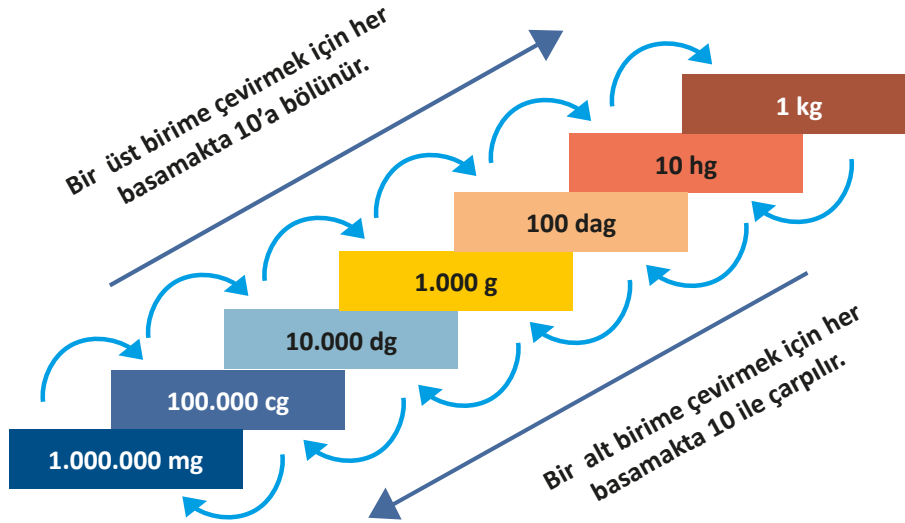 Bir üst birime çevirmek için her
basamakta 10’a bölünür.
1 kg
10 hg
100 dag
1.000 g
10.000 dg
100.000 cg
1.000.000 mg
Bir alt birime çevirmek için her
basamakta 10 ile çarpılır.